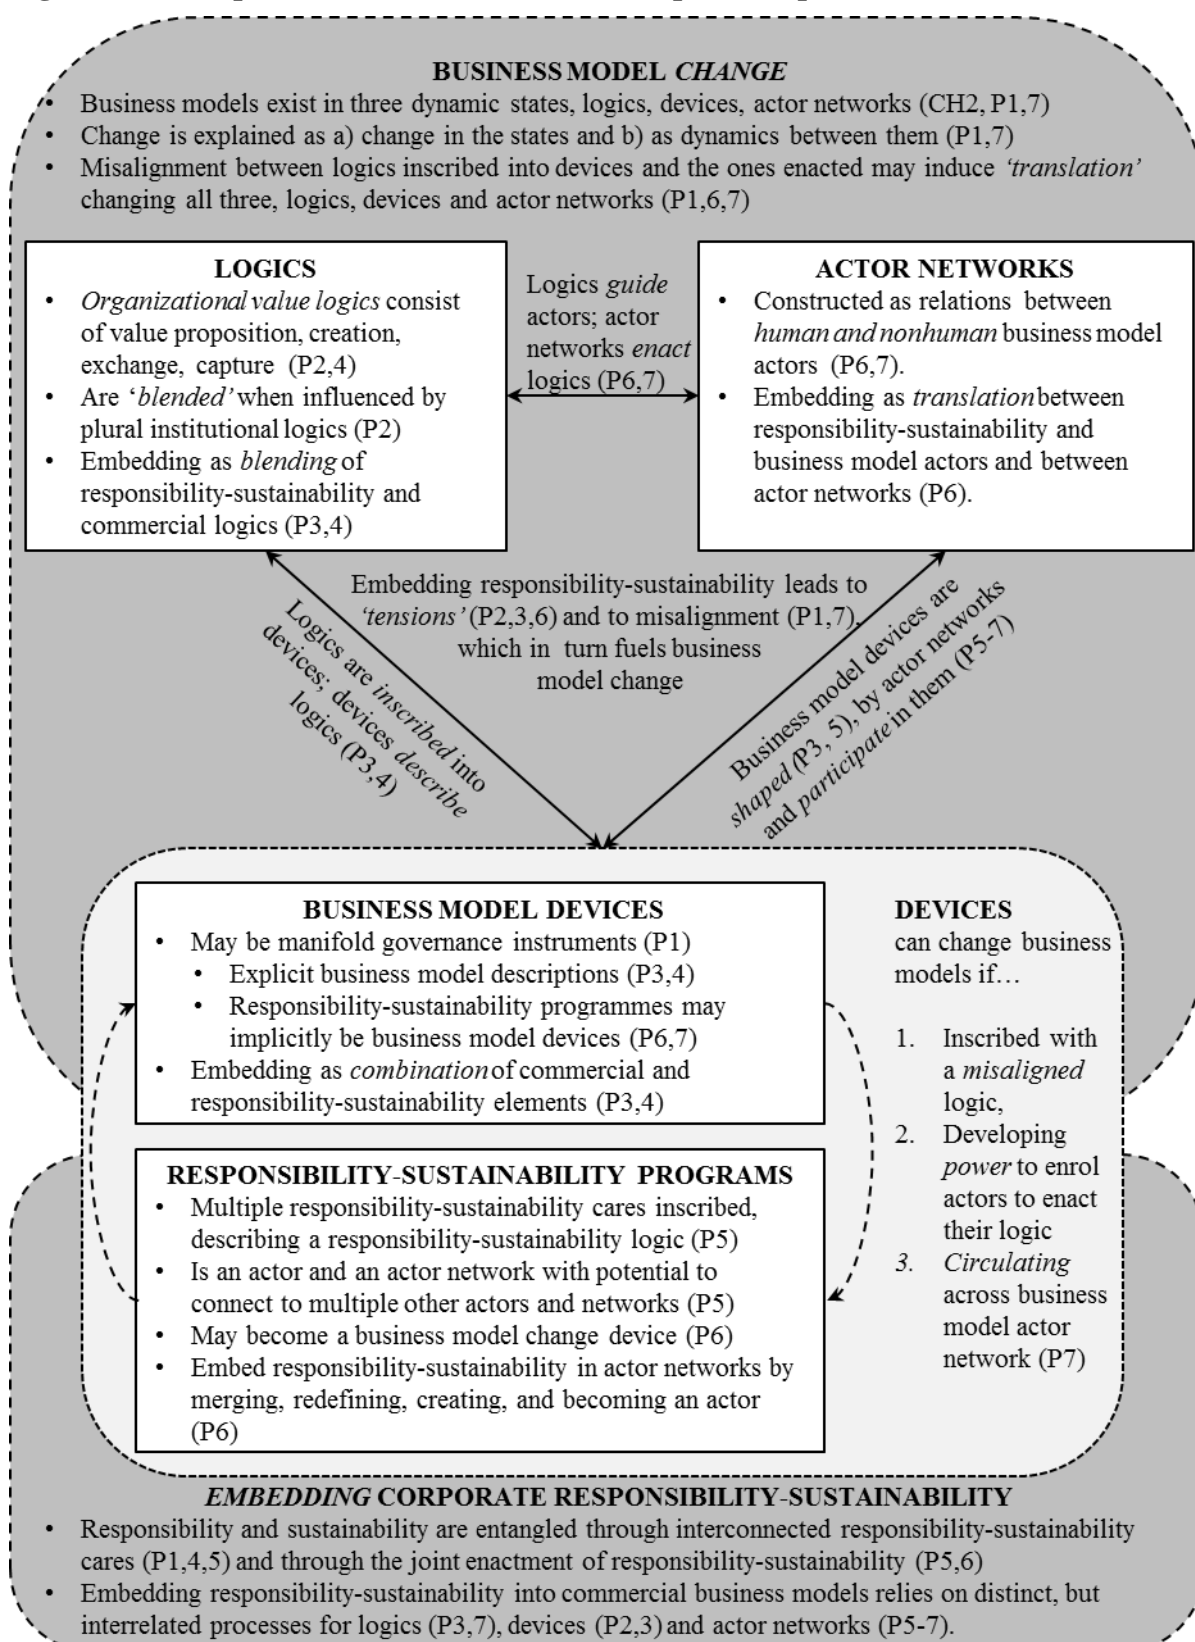 BUSINESS MODEL CHANGE
• Business models exist in three dynamic states, logics, devices, actor networks (CH2, P1,7)
• Change is explained as a) change in the states and b) as dynamics between them (P1,7)
• Misalignment between logics inscribed into devices and the ones enacted may induce ‘translation’
changing all three, logics, devices and actor networks (P1,6,7)
LOGICS
• Organizational value logics consist
of value proposition, creation,
exchange, capture (P2,4)
• Are ‘blended’ when influenced by
plural institutional logics (P2)
• Embedding as blending of
responsibility-sustainability and
commercial logics (P3,4)
Logics guide
actors; actor
networks enact
logics (P6,7)
ACTOR NETWORKS
• Constructed as relations between
human and nonhuman business model
actors (P6,7).
• Embedding as translation between
responsibility-sustainability and
business model actors and between
actor networks (P6).
Embedding responsibility-sustainability leads to
‘tensions’ (P2,3,6) and to misalignment (P1,7),
which in turn fuels business
model change
Logics are inscribed into
devices; devices describe
logics (P3,4)
Business model devices are
shaped (P3, 5), by actor networks
and participate in them (P5-7)
BUSINESS MODEL DEVICES
• May be manifold governance instruments (P1)
• Explicit business model descriptions (P3,4)
• Responsibility-sustainability programmes may
implicitly be business model devices (P6,7)
• Embedding as combination of commercial and
responsibility-sustainability elements (P3,4)
RESPONSIBILITY-SUSTAINABILITY PROGRAMS
• Multiple responsibility-sustainability cares inscribed,
describing a responsibility-sustainability logic (P5)
• Is an actor and an actor network with potential to
connect to multiple other actors and networks (P5)
• May become a business model change device (P6)
• Embed responsibility-sustainability in actor networks by
merging, redefining, creating, and becoming an actor
(P6)
DEVICES
can change business
models if…
1. Inscribed with
a misaligned
logic,
2. Developing
power to enrol
actors to enact
their logic
3. Circulating
across business
model actor
network (P7)
EMBEDDING CORPORATE RESPONSIBILITY-SUSTAINABILITY
• Responsibility and sustainability are entangled through interconnected responsibility-sustainability
cares (P1,4,5) and through the joint enactment of responsibility-sustainability (P5,6)
• Embedding responsibility-sustainability into commercial business models relies on distinct, but
interrelated processes for logics (P3,7), devices (P2,3) and actor networks (P5-7).